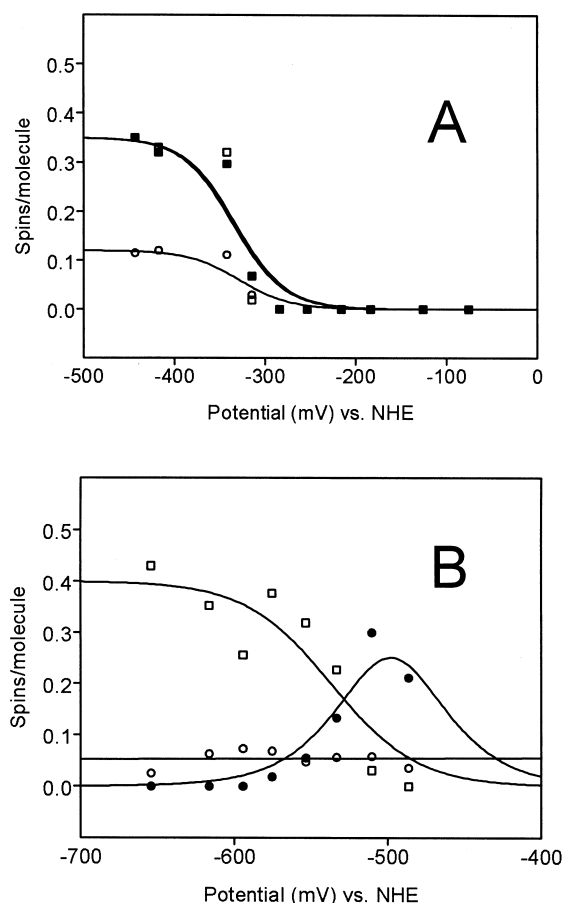 A
0.5
0.4
0.3
0.2
0.1
0.0
Spins/molecule
-500 -400 -300 -200 -100 0
Potential (mV) vs. NHE
B
0.5
0.4
0.3
0.2
0.1
0.0
Spins/molecule
-700 -600 -500 -400
Potential (mV) vs. NHE